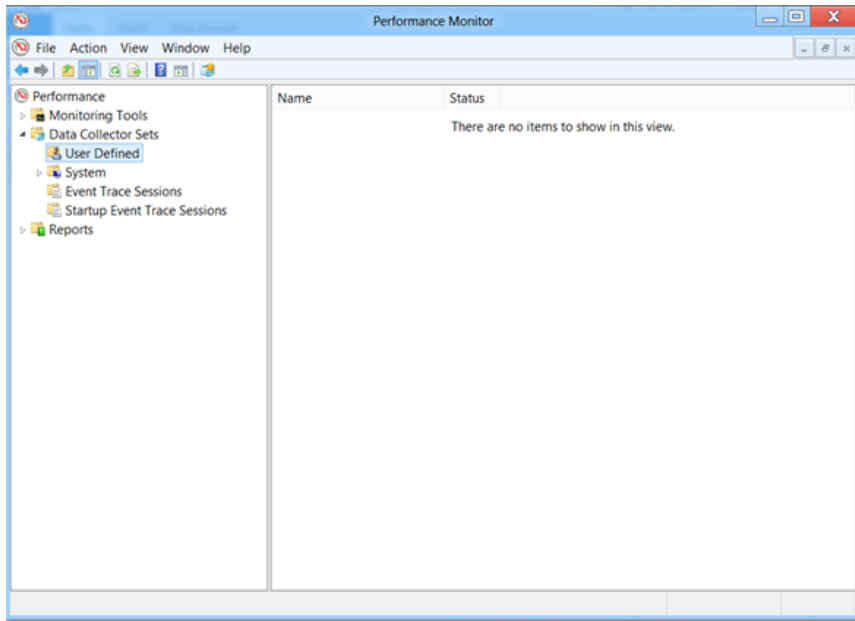 Performance Monitor
File Action View Window Help
Performance
Monitoring Tools
Data Collector Sets
User Defined
System
Event Trace Sessions
Startup Event Trace Sessions
Reports
Name Status
There are no items to show in this view.